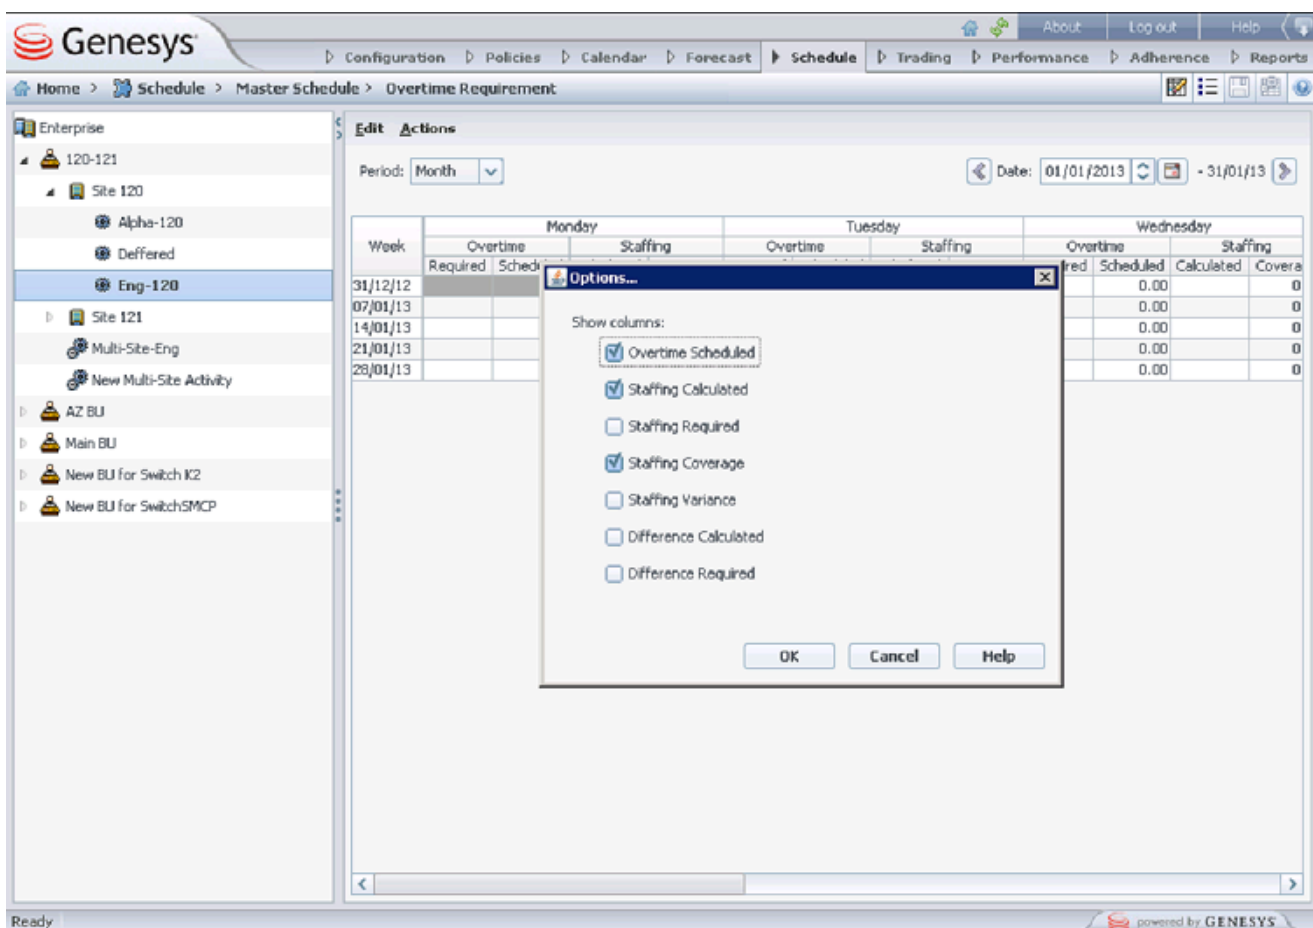 Genesys
About Log out Help
Configuration Policies Calendar Forecast Schedule Trading Performance Adherence Reports
Home > Schedule > Master Schedule > Overtime Requirement
Enterprise
120-121
Site 120
Alpha-120
Deffered
Eng-120
Site 121
Multi-Site-Eng
New Multi-Site Activity
AZ BU
Main BU
New BU for Switch K2
New BU for SwitchSMCP
Edit Actions
Period: Month Date: 01/01/2013 - 31/01/13
Monday Tuesday Wednesday
Week Overtime Staffing Overtime Staffing Overtime Staffing
Required Schedu red Scheduled Calculated Covera
31/12/12 0.00 0
07/01/13 0.00 0
14/01/13 0.00 0
21/01/13 0.00 0
28/01/13 0.00 0
Options...
Show columns:
Overtime Scheduled
Staffing Calculated
Staffing Required
Staffing Coverage
Staffing Variance
Difference Calculated
Difference Required
OK Cancel Help
Ready
powered by GENESYS